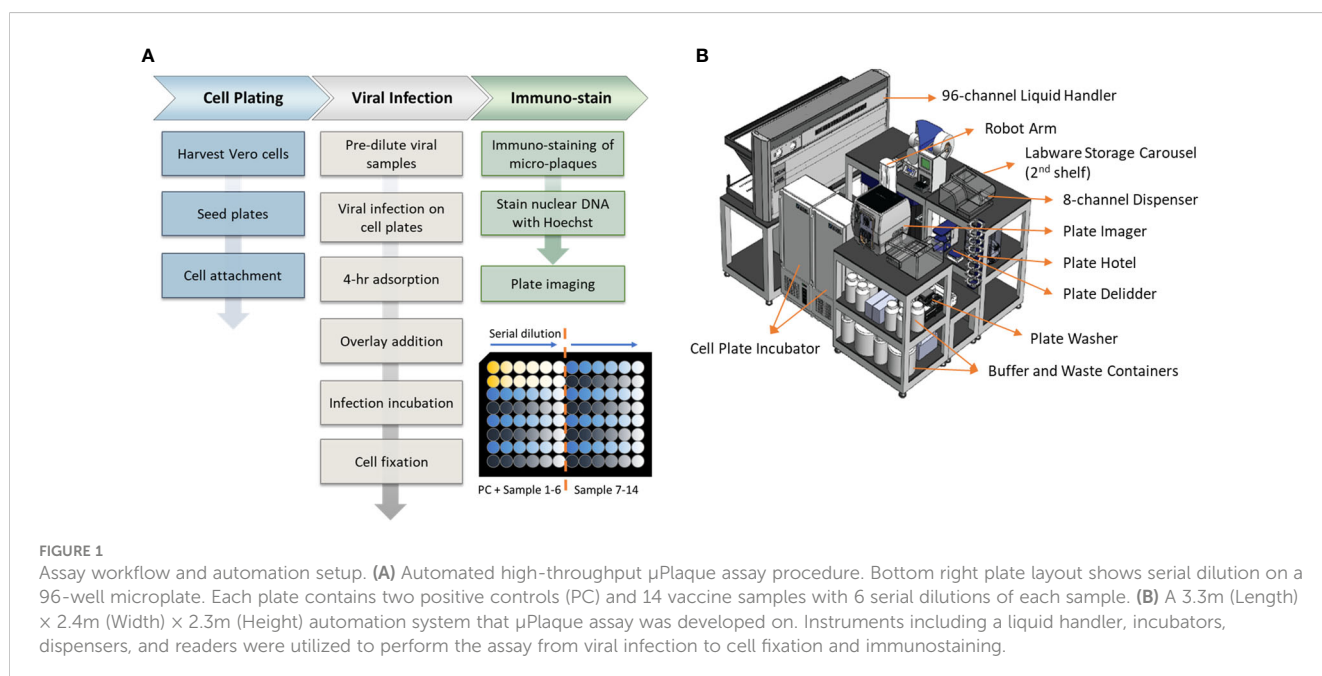 A
Cell Plating
Viral Infection
Immuno-stain
Harvest Vero cells
Seed plates
Cell attachment
Pre-dilute viral
samples
Viral infection on
cell plates
4-hr adsorption
Overlay addition
Infection incubation
Cell fixation
Immuno-staining of
micro-plaques
Stain nuclear DNA
with Hoechst
Plate imaging
Serial dilution
PC + Sample 1-6
Sample 7-14
B
96-channel Liquid Handler
Robot Arm
Labware Storage Carousel
(2nd shelf)
8-channel Dispenser
Plate Imager
Plate Hotel
Plate Delidder
Plate Washer
Cell Plate Incubator
Buffer and Waste Containers
FIGURE 1
Assay workflow and automation setup. (A) Automated high-throughput µPlaque assay procedure. Bottom right plate layout shows serial dilution on a
96-well microplate. Each plate contains two positive controls (PC) and 14 vaccine samples with 6 serial dilutions of each sample. (B) A 3.3m (Length)
× 2.4m (Width) × 2.3m (Height) automation system that µPlaque assay was developed on. Instruments including a liquid handler, incubators,
dispensers, and readers were utilized to perform the assay from viral infection to cell fixation and immunostaining.